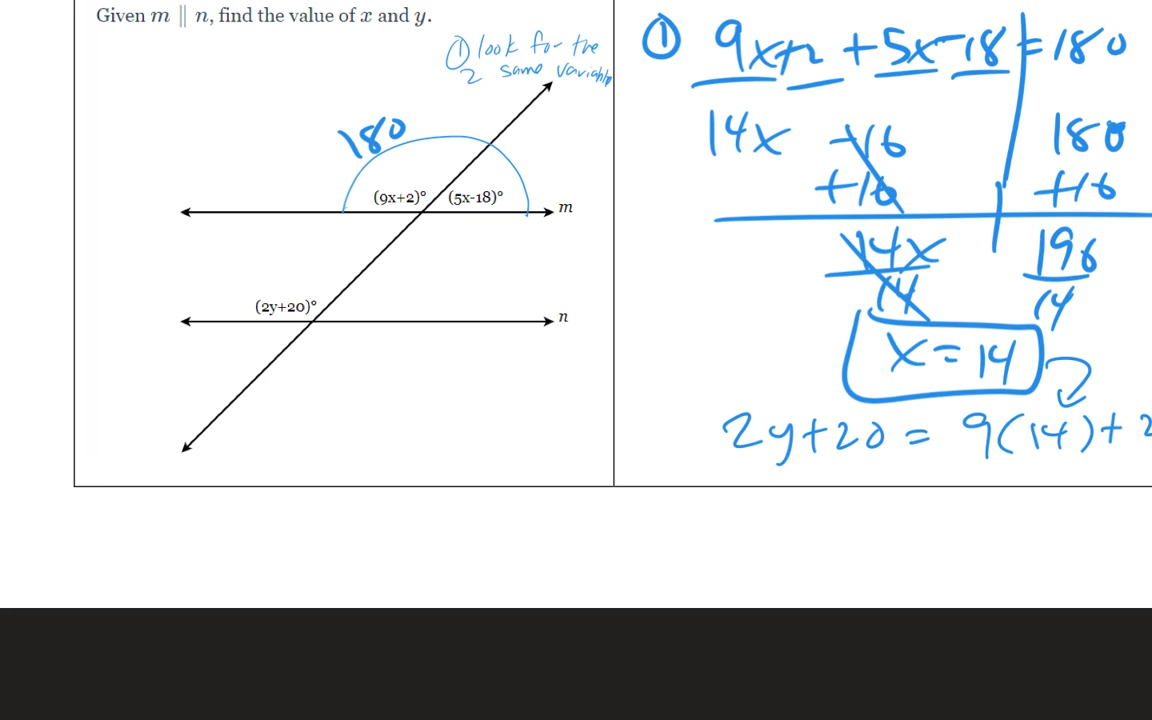 Given m || n, find the value of x and y.
① look for the
2 same variable
180
(9x+2)° (5x-18)°
m
(2y+20)°
n
① 9x+2 + 5x-18 = 180
14x -16 180
+16 +16
14x 196
14 14
x = 14
2y+20 = 9(14)+2